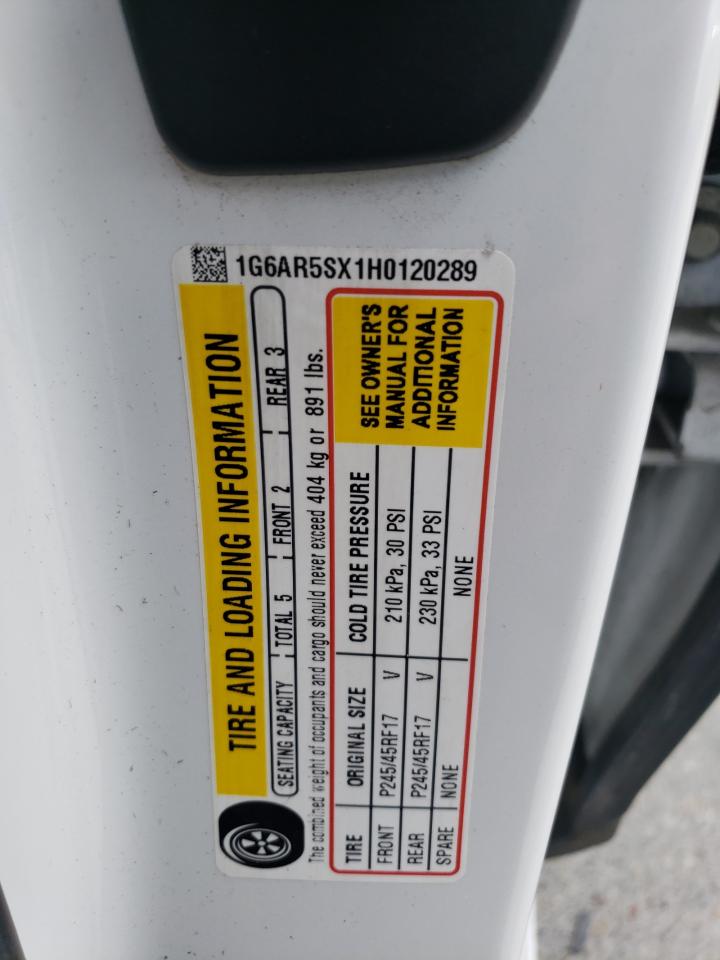 1G6AR5SX1H0120289
TIRE AND LOADING INFORMATION
SEATING CAPACITY TOTAL 5 FRONT 2 REAR 3
The combined weight of occupants and cargo should never exceed 404 kg or 891 lbs.
TIRE ORIGINAL SIZE COLD TIRE PRESSURE
FRONT P245/45RF17 V 210 kPa, 30 PSI
REAR P245/45RF17 V 230 kPa, 33 PSI
SPARE NONE NONE
SEE OWNER'S
MANUAL FOR
ADDITIONAL
INFORMATION